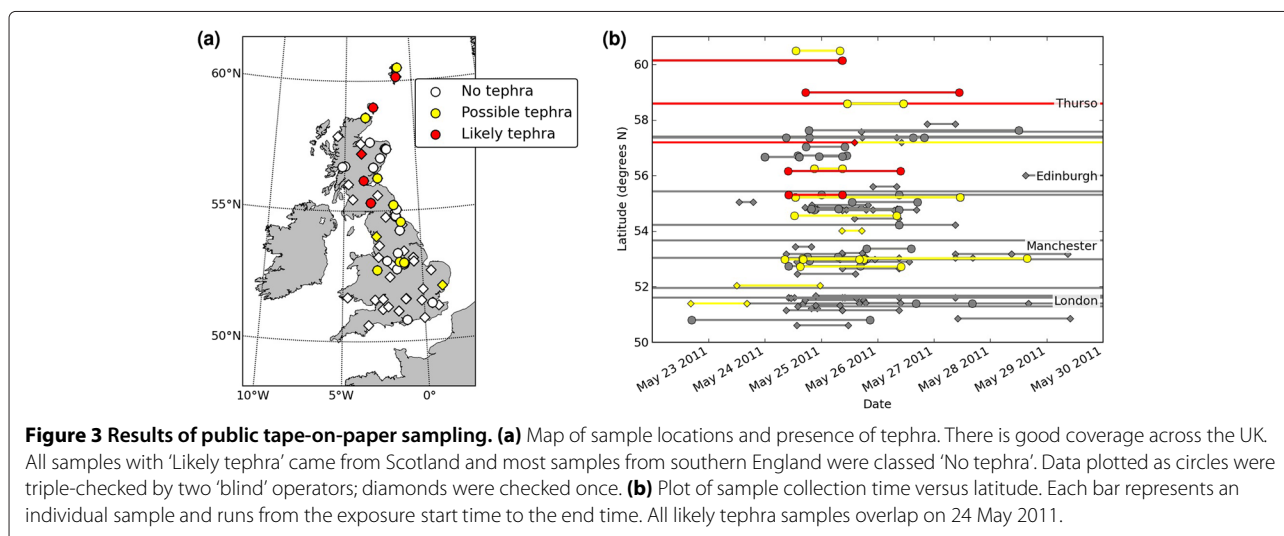 (a)
60°N
55°N
50°N
10°W
5°W
0°
No tephra
Possible tephra
Likely tephra
(b)
Latitude (degrees N)
60
58
56
54
52
50
Thurso
Edinburgh
Manchester
London
May 23 2011
May 24 2011
May 25 2011
May 26 2011
May 27 2011
May 28 2011
May 29 2011
May 30 2011
Date
Figure 3 Results of public tape-on-paper sampling. (a) Map of sample locations and presence of tephra. There is good coverage across the UK.
All samples with ‘Likely tephra’ came from Scotland and most samples from southern England were classed ‘No tephra’. Data plotted as circles were
triple-checked by two ‘blind’ operators; diamonds were checked once. (b) Plot of sample collection time versus latitude. Each bar represents an
individual sample and runs from the exposure start time to the end time. All likely tephra samples overlap on 24 May 2011.